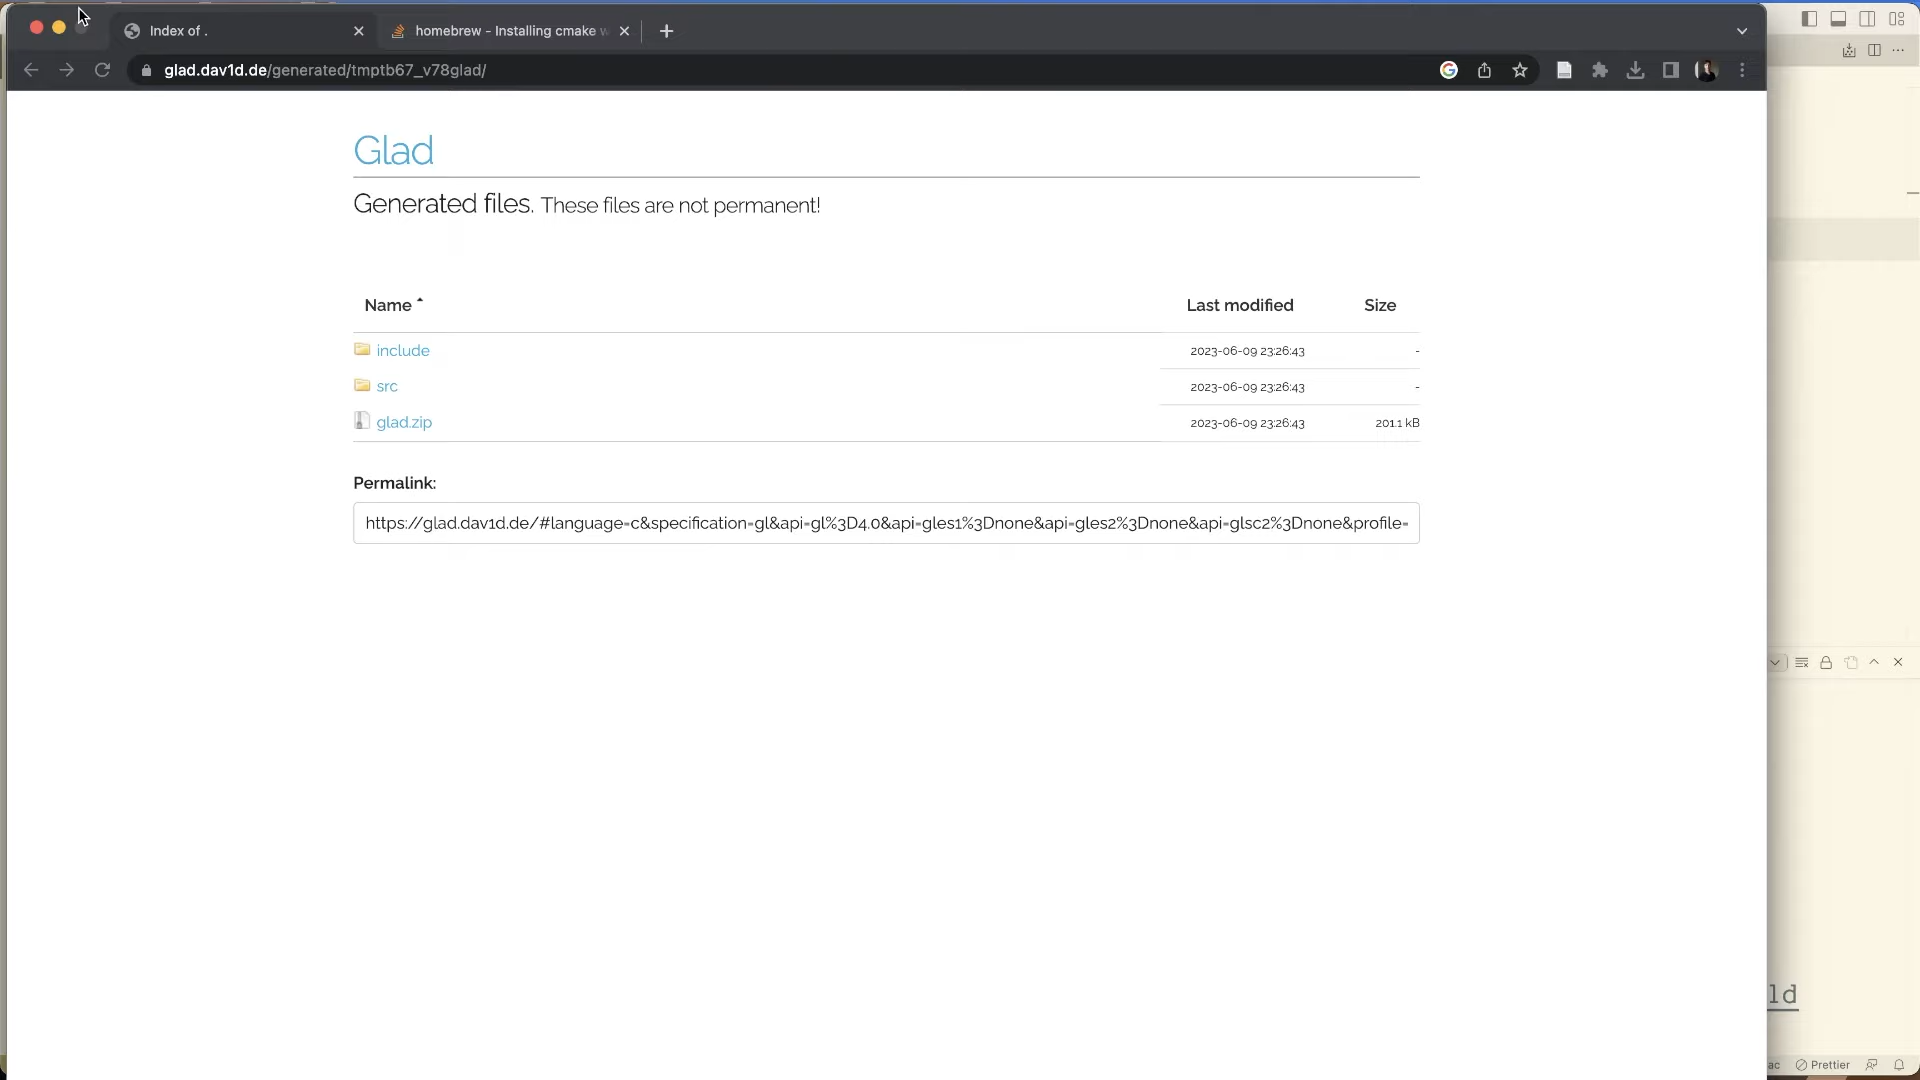 Index of .
homebrew - Installing cmake w
glad.dav1d.de/generated/tmptb67_v78glad/
Glad
Generated files. These files are not permanent!
Name Last modified Size
include 2023-06-09 23:26:43 -
src 2023-06-09 23:26:43 -
glad.zip 2023-06-09 23:26:43 201.1 kB
Permalink:
https://glad.dav1d.de/#language=c&specification=gl&api=gl%3D4.0&api=gles1%3Dnone&api=gles2%3Dnone&api=glsc2%3Dnone&profile=
ld
ac Prettier